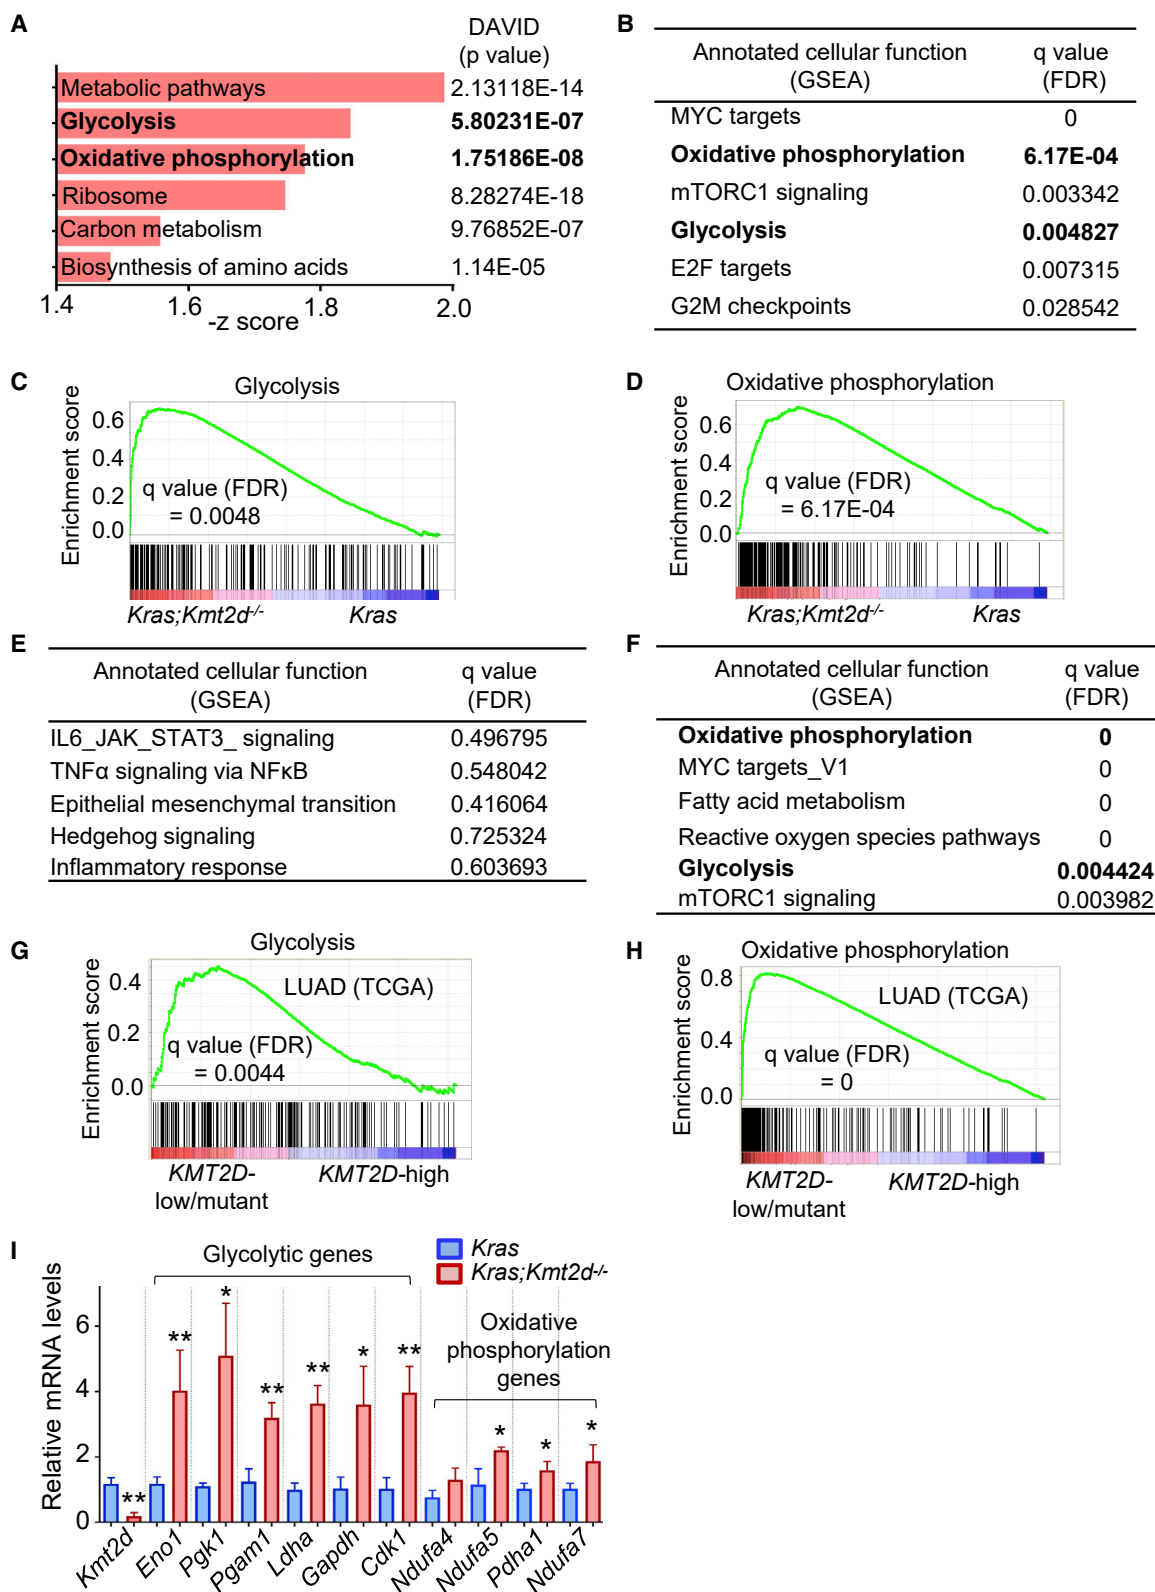 A
DAVID
(p value)
Metabolic pathways 2.13118E-14
Glycolysis 5.80231E-07
Oxidative phosphorylation 1.75186E-08
Ribosome 8.28274E-18
Carbon metabolism 9.76852E-07
Biosynthesis of amino acids 1.14E-05
1.4 1.6 1.8 2.0
-z score
B
Annotated cellular function q value
(GSEA) (FDR)
MYC targets 0
Oxidative phosphorylation 6.17E-04
mTORC1 signaling 0.003342
Glycolysis 0.004827
E2F targets 0.007315
G2M checkpoints 0.028542
C
Glycolysis
Enrichment score
0.6
0.4
0.2
0.0
q value (FDR)
= 0.0048
Kras;Kmt2d-/- Kras
D
Oxidative phosphorylation
Enrichment score
0.6
0.4
0.2
0.0
q value (FDR)
= 6.17E-04
Kras;Kmt2d-/- Kras
E
Annotated cellular function q value
(GSEA) (FDR)
IL6_JAK_STAT3_ signaling 0.496795
TNFα signaling via NFκB 0.548042
Epithelial mesenchymal transition 0.416064
Hedgehog signaling 0.725324
Inflammatory response 0.603693
F
Annotated cellular function q value
(GSEA) (FDR)
Oxidative phosphorylation 0
MYC targets_V1 0
Fatty acid metabolism 0
Reactive oxygen species pathways 0
Glycolysis 0.004424
mTORC1 signaling 0.003982
G
Glycolysis
Enrichment score
0.4
0.2
0.0
LUAD (TCGA)
q value (FDR)
= 0.0044
KMT2D- KMT2D-high
low/mutant
H
Oxidative phosphorylation
Enrichment score
0.8
0.4
0.0
LUAD (TCGA)
q value (FDR)
= 0
KMT2D- KMT2D-high
low/mutant
I
Relative mRNA levels
6
4
2
0
Glycolytic genes
Kras
Kras;Kmt2d-/-
Oxidative
phosphorylation
genes
** ** * ** ** * ** * * *
Kmt2d Eno1 Pgk1 Pgam1 Ldha Gapdh Cdk1 Ndufa4 Ndufa5 Pdha1 Ndufa7